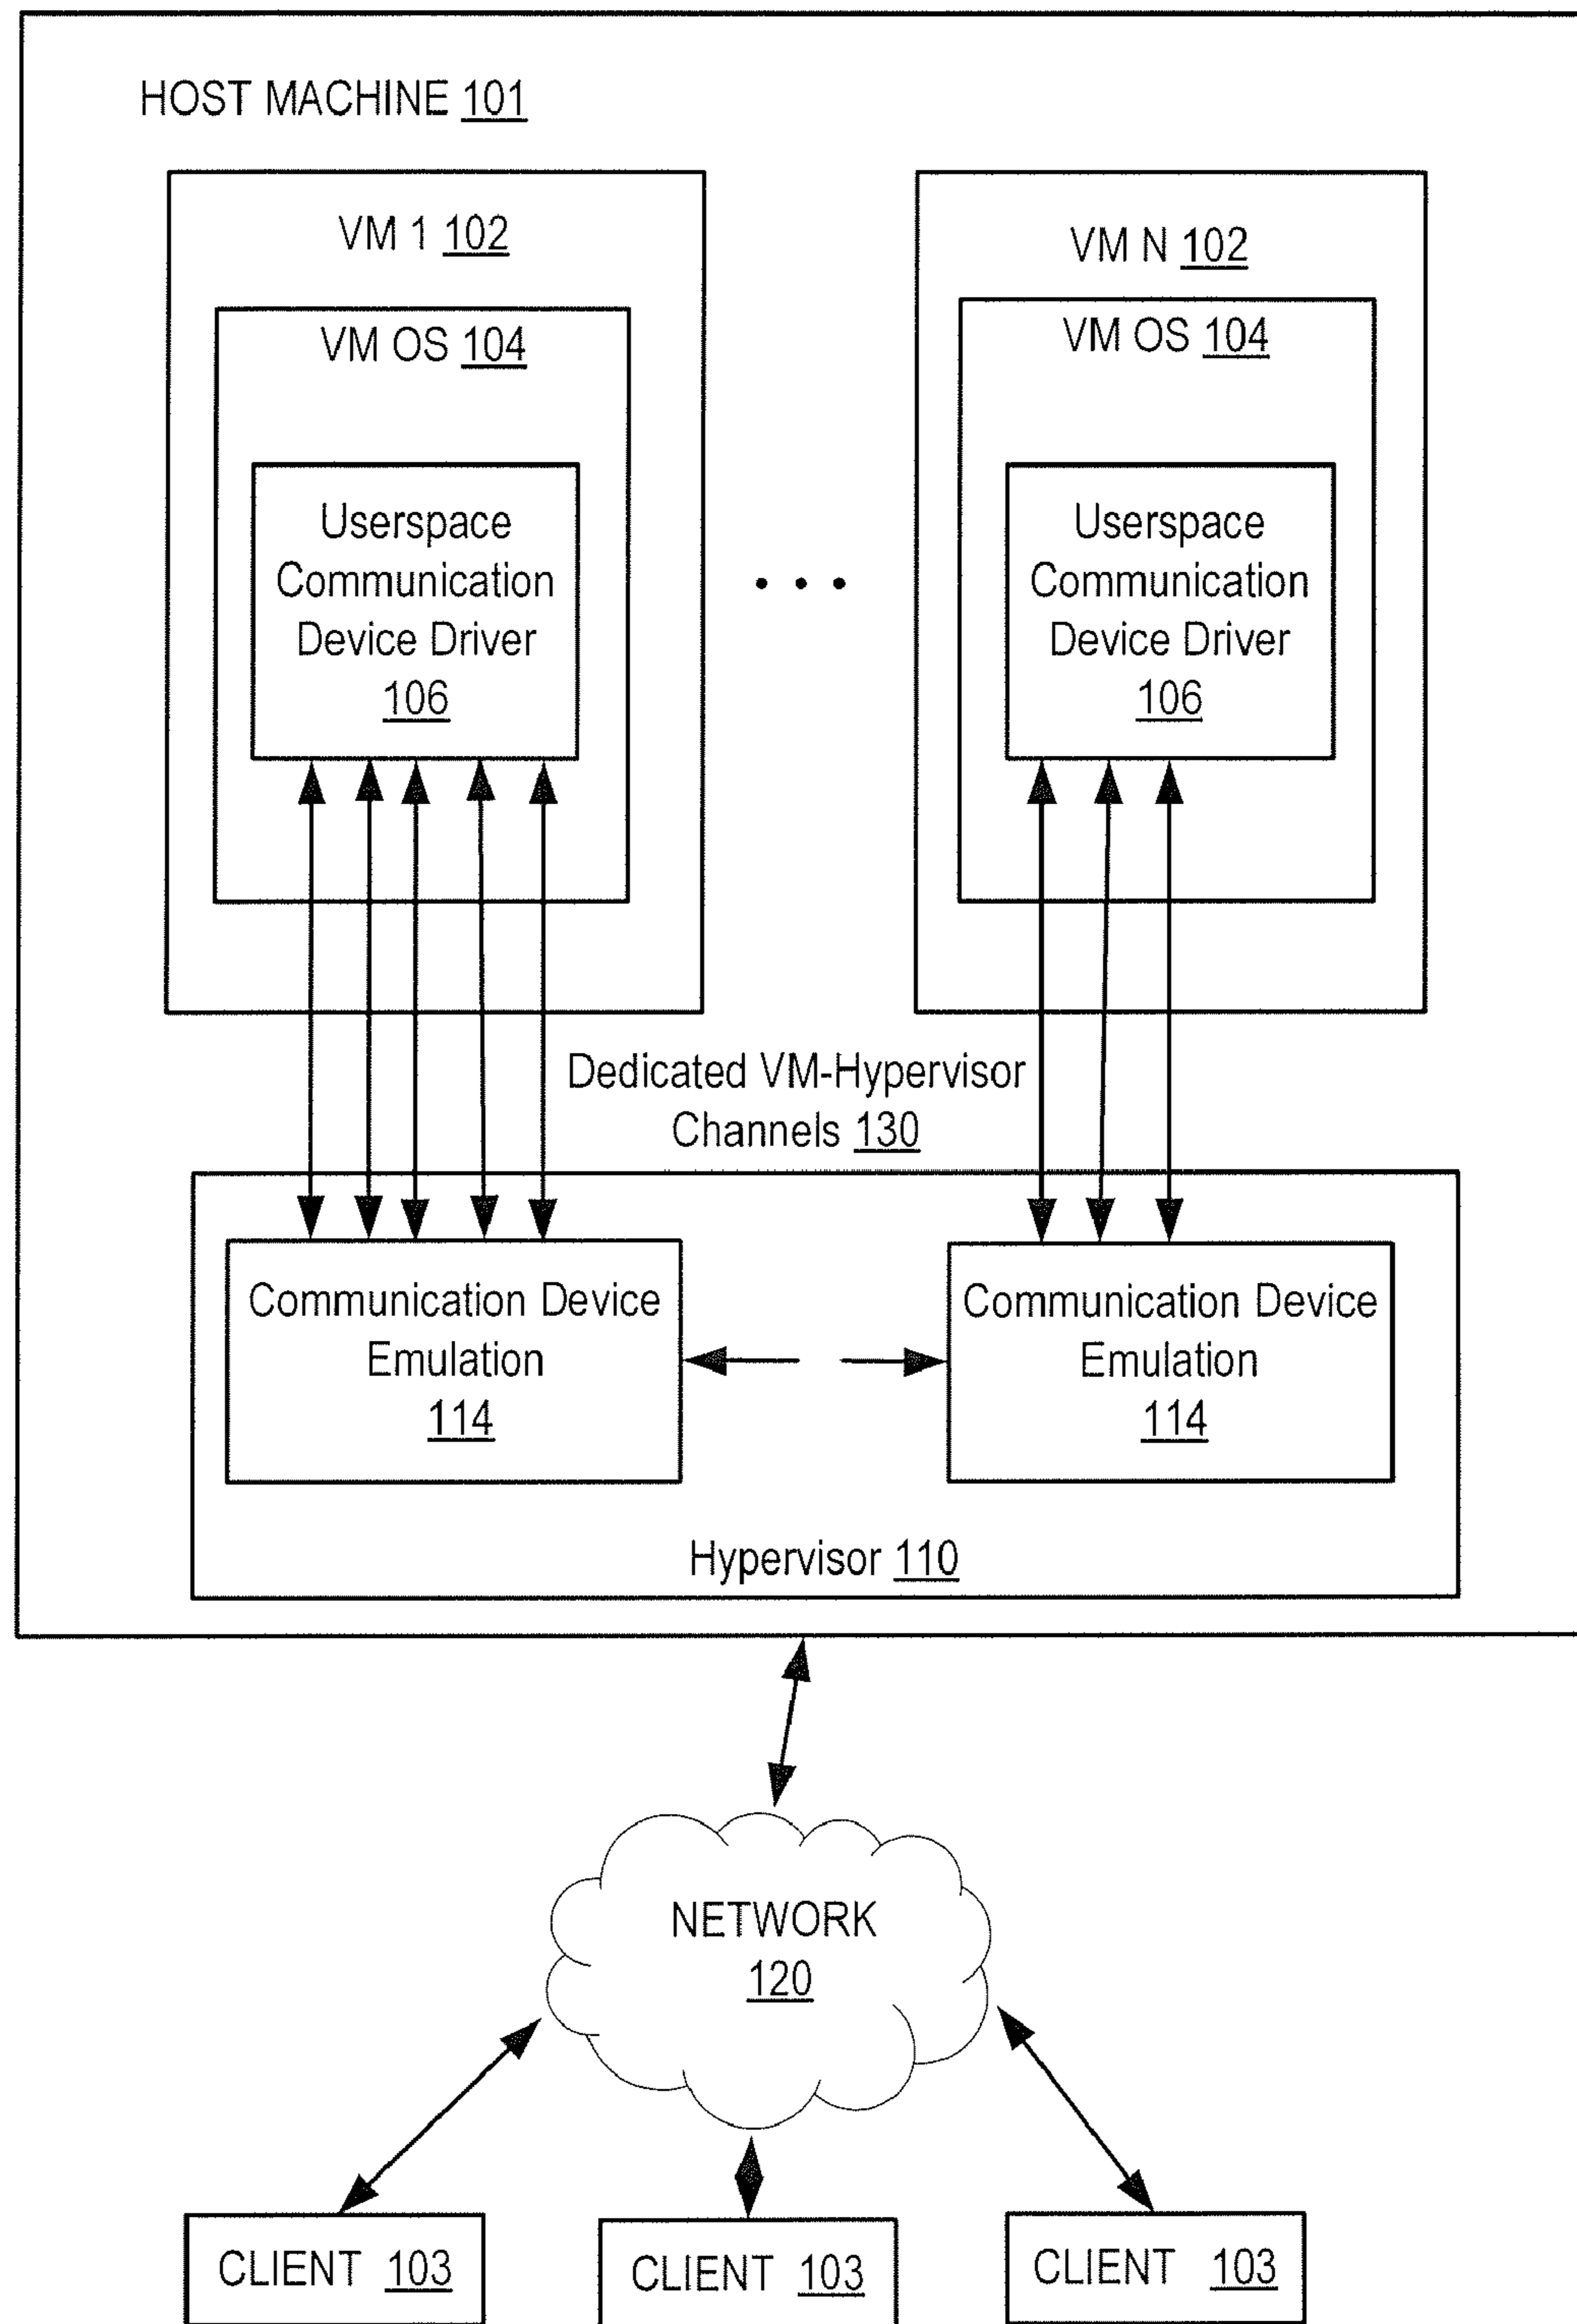 HOST MACHINE 101
VM 1 102
VM OS 104
Userspace
Communication
Device Driver
106
. . .
VM N 102
VM OS 104
Userspace
Communication
Device Driver
106
Dedicated VM-Hypervisor
Channels 130
Communication Device
Emulation
114
Communication Device
Emulation
114
Hypervisor 110
NETWORK
120
CLIENT 103
CLIENT 103
CLIENT 103